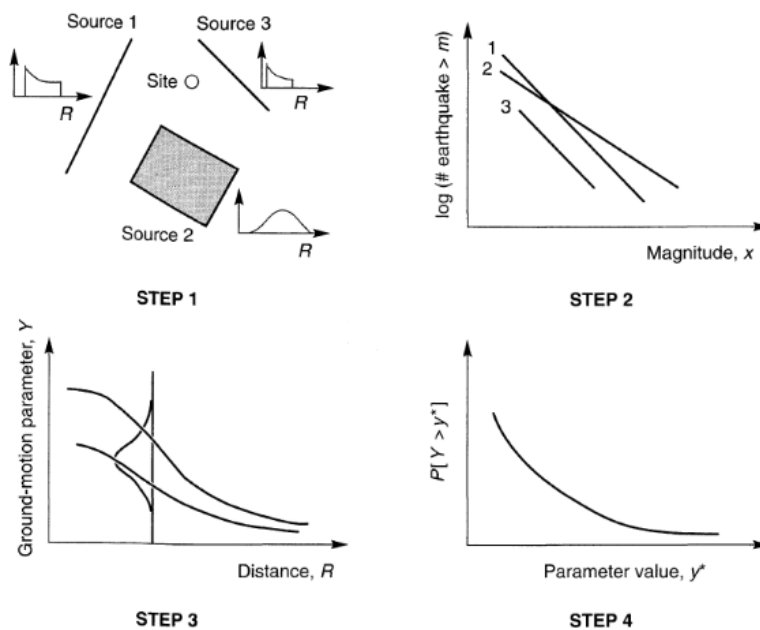 Source 1
Source 3
R
Site
R
Source 2
R
STEP 1
log (# earthquake > m)
1
2
3
Magnitude, x
STEP 2
Ground-motion parameter, Y
Distance, R
STEP 3
P[Y > y*]
Parameter value, y*
STEP 4